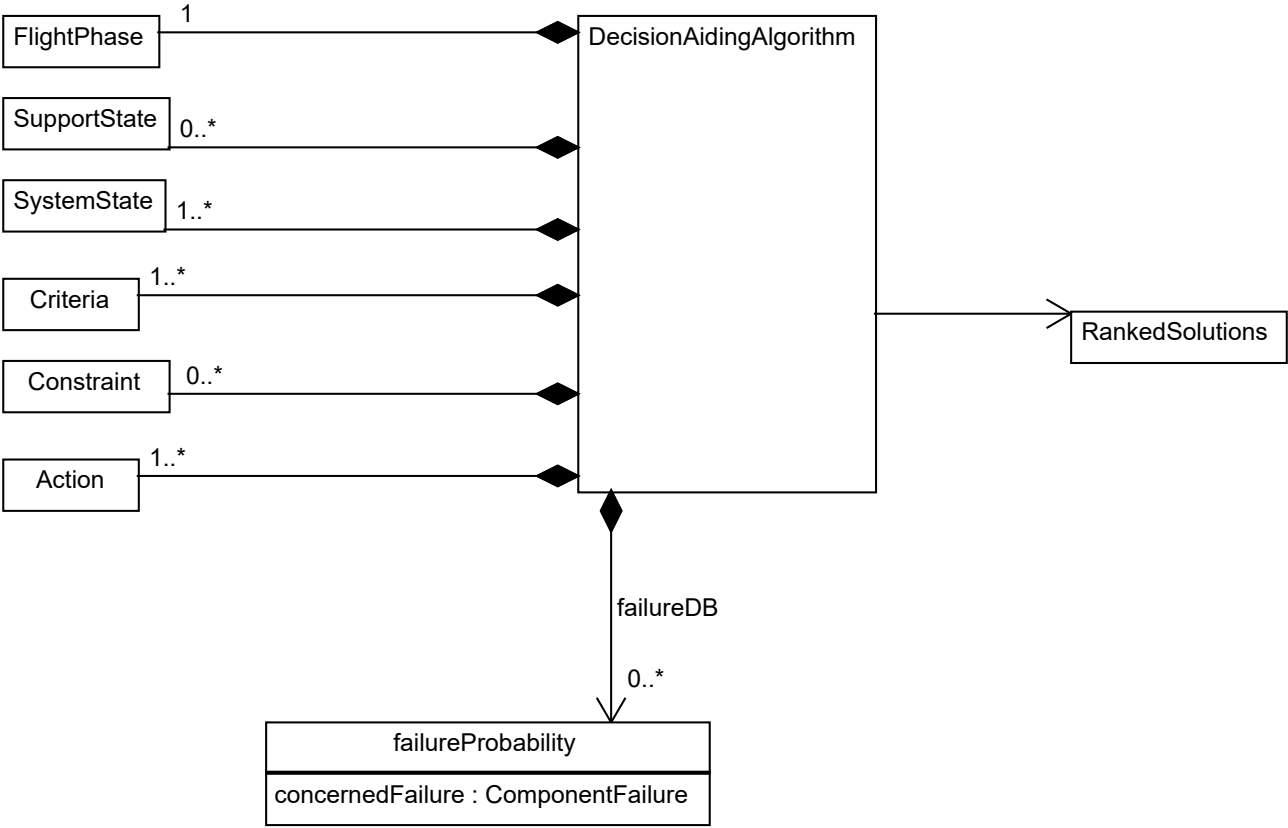 FlightPhase
1
DecisionAidingAlgorithm
SupportState
0..*
SystemState
1..*
Criteria
1..*
RankedSolutions
Constraint
0..*
Action
1..*
failureDB
0..*
failureProbability
concernedFailure : ComponentFailure